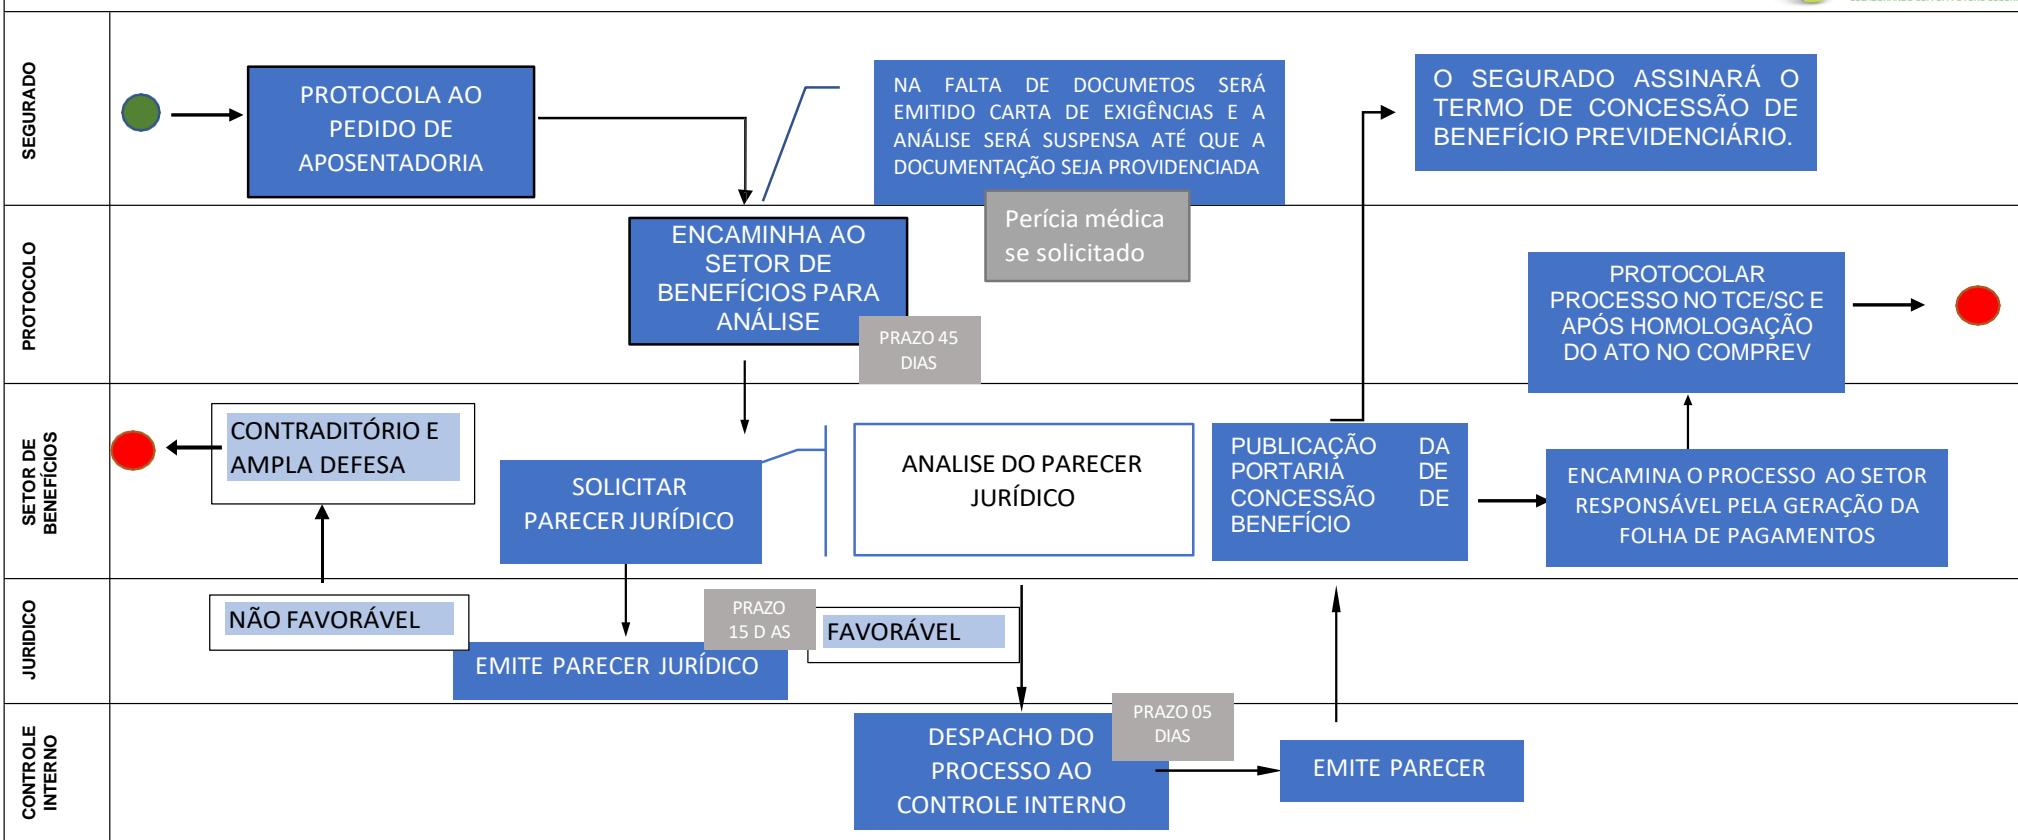 SEGURADO
PROTOCOLA AO
PEDIDO DE
APOSENTADORIA
NA FALTA DE DOCUMETOS SERÁ
EMITIDO CARTA DE EXIGÊNCIAS E A
ANÁLISE SERÁ SUSPENSA ATÉ QUE A
DOCUMENTAÇÃO SEJA PROVIDENCIADA
O SEGURADO ASSINARÁ O
TERMO DE CONCESSÃO DE
BENEFÍCIO PREVIDENCIÁRIO.
PROTOCOLO
ENCAMINHA AO
SETOR DE
BENEFÍCIOS PARA
ANÁLISE
PRAZO 45
DIAS
Perícia médica
se solicitado
PROTOCOLAR
PROCESSO NO TCE/SC E
APÓS HOMOLOGAÇÃO
DO ATO NO COMPREV
SETOR DE
BENEFÍCIOS
CONTRADITÓRIO E
AMPLA DEFESA
SOLICITAR
PARECER JURÍDICO
ANALISE DO PARECER
JURÍDICO
PUBLICAÇÃO DA
PORTARIA DE
CONCESSÃO DE
BENEFÍCIO
ENCAMINA O PROCESSO AO SETOR
RESPONSÁVEL PELA GERAÇÃO DA
FOLHA DE PAGAMENTOS
JURIDICO
NÃO FAVORÁVEL
EMITE PARECER JURÍDICO
PRAZO
15 D AS
FAVORÁVEL
CONTROLE
INTERNO
DESPACHO DO
PROCESSO AO
CONTROLE INTERNO
PRAZO 05
DIAS
EMITE PARECER